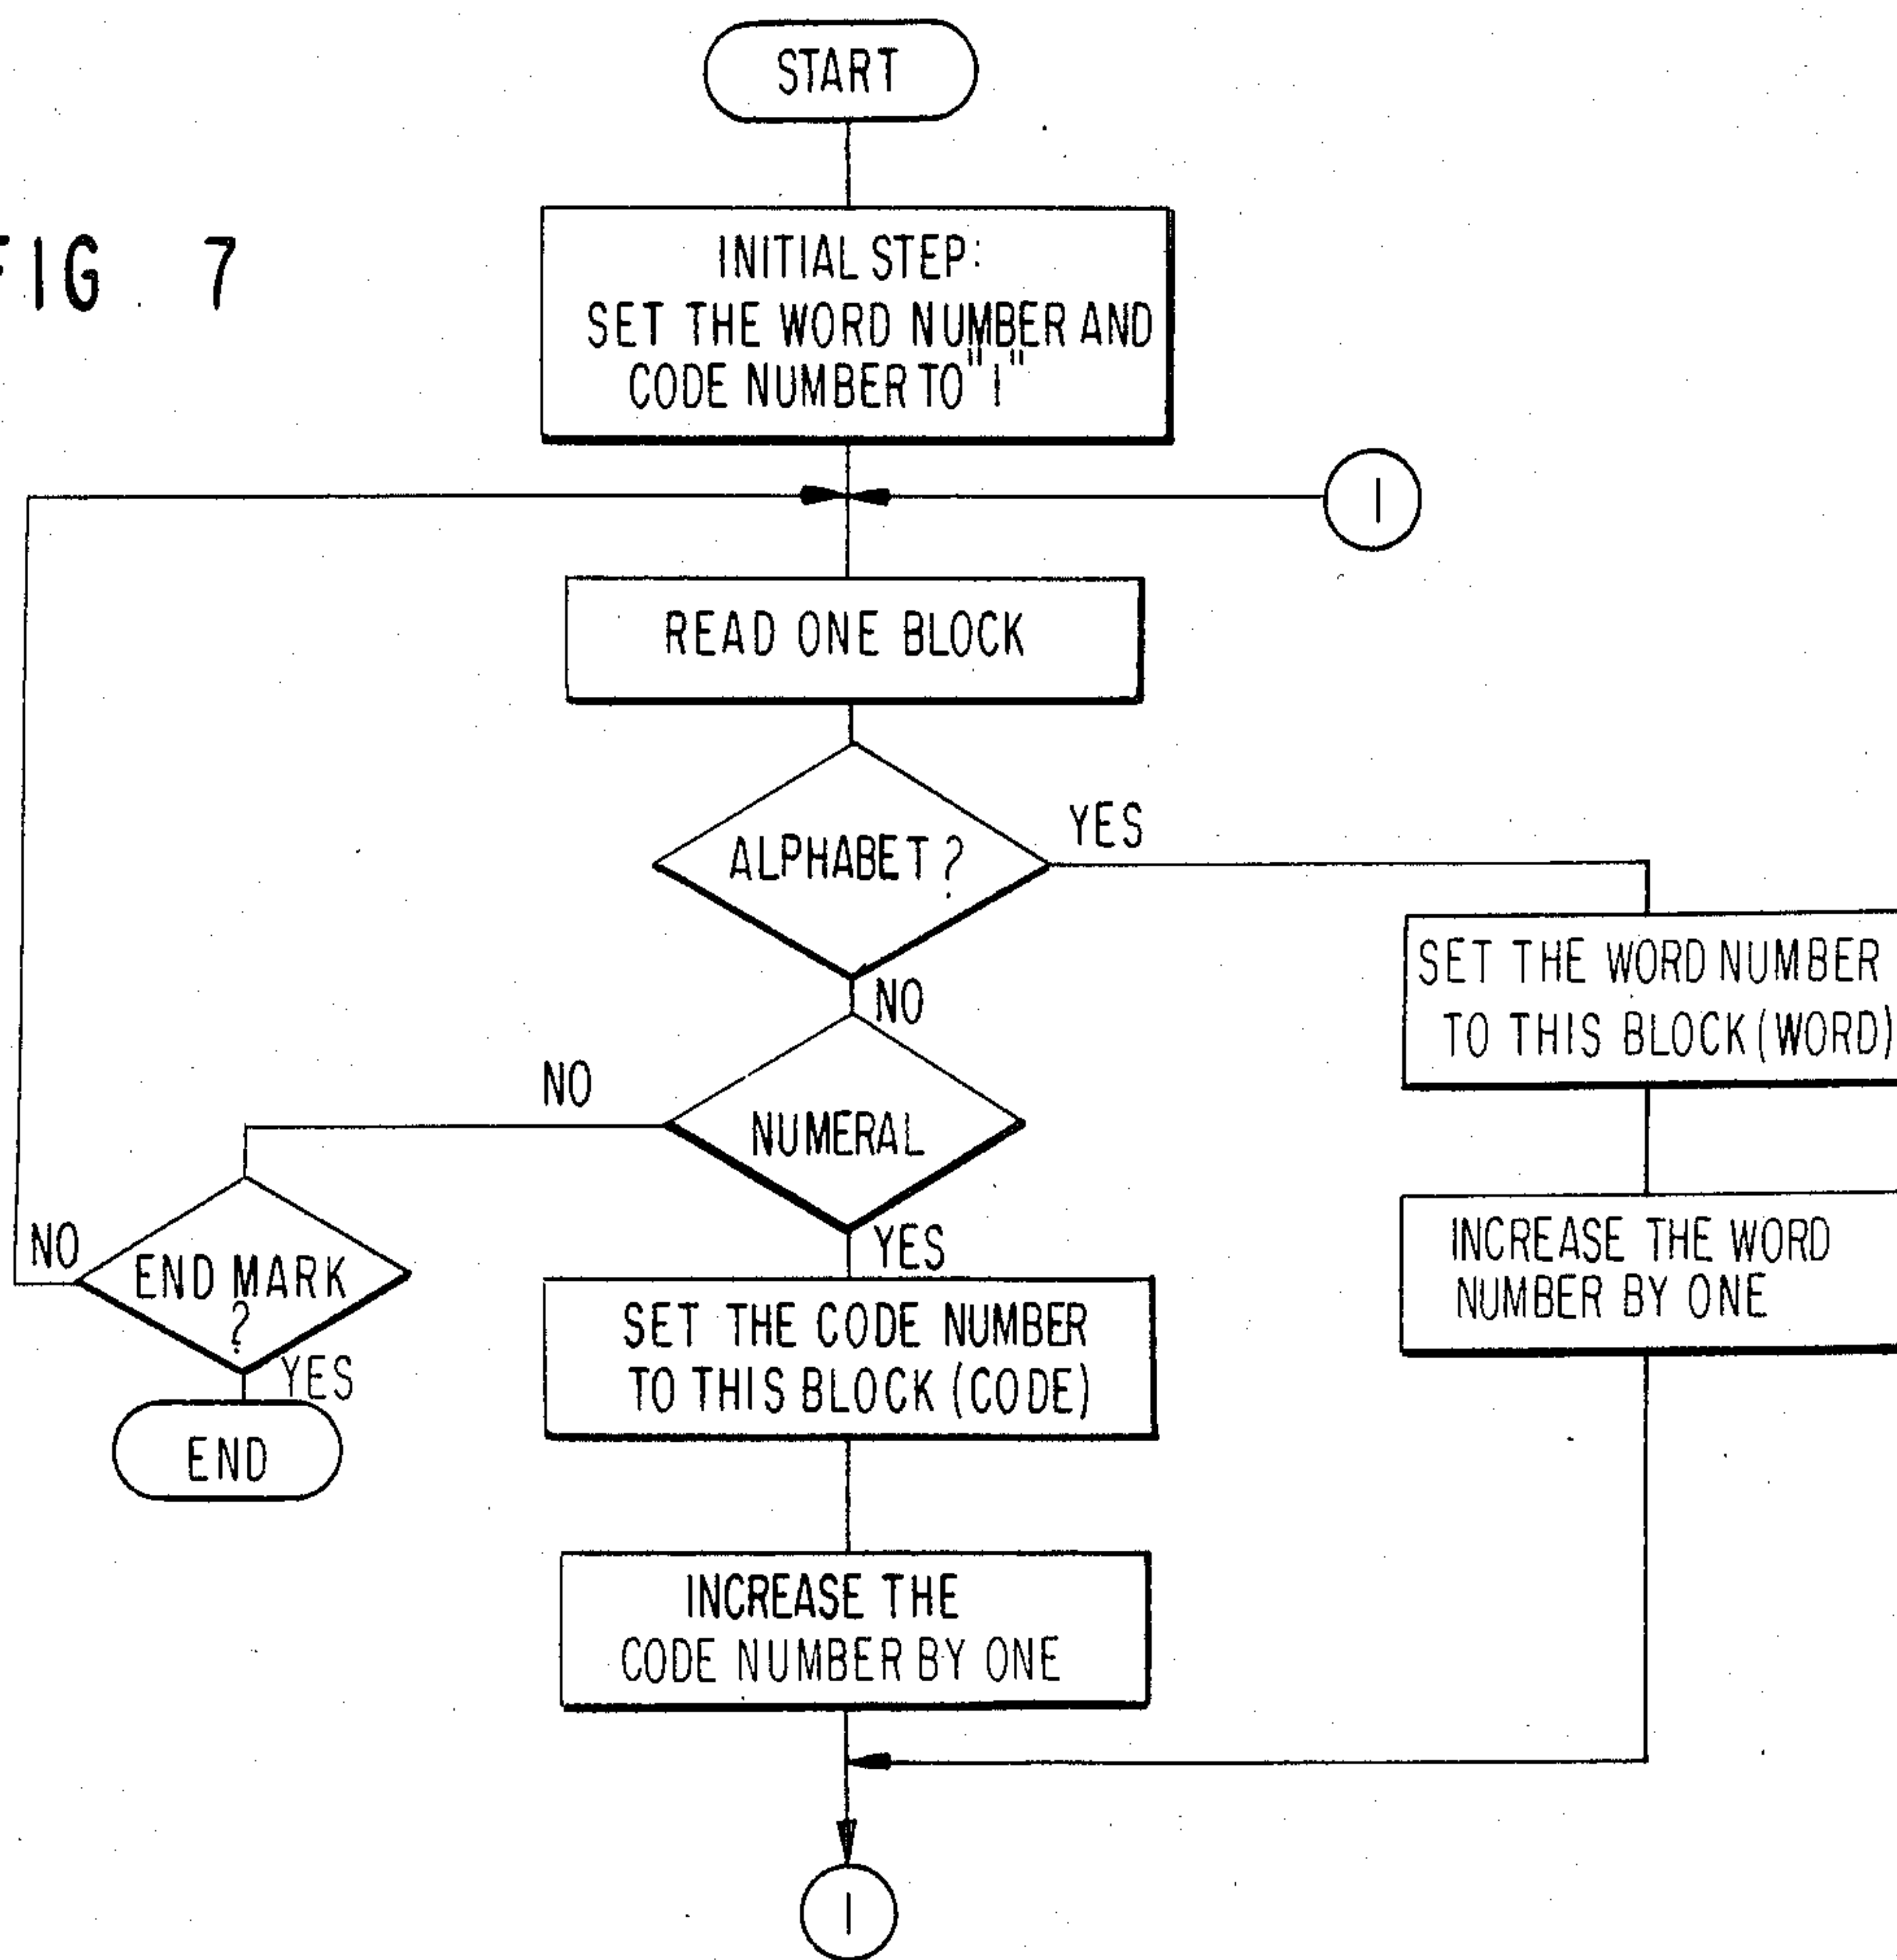 START
FIG. 7
INITIAL STEP:
SET THE WORD NUMBER AND
CODE NUMBER TO "1"
1
READ ONE BLOCK
ALPHABET?
YES
NO
SET THE WORD NUMBER
TO THIS BLOCK (WORD)
NUMERAL
NO
YES
INCREASE THE WORD
NUMBER BY ONE
END MARK
?
NO
YES
END
SET THE CODE NUMBER
TO THIS BLOCK (CODE)
INCREASE THE
CODE NUMBER BY ONE
1